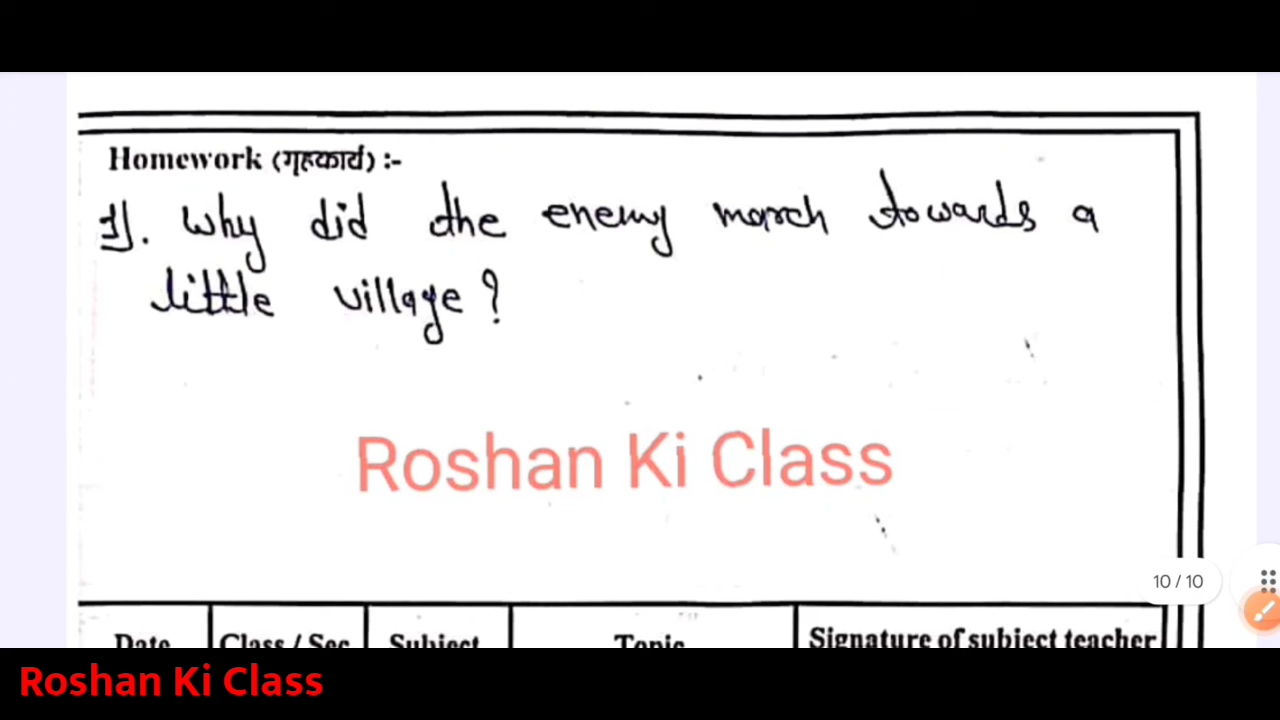 Homework (गृहकार्य) :-
1). Why did the enemy march towards a
little village?
Roshan Ki Class
10 / 10
Date Class / Sec Subject Topic Signature of subject teacher
Roshan Ki Class